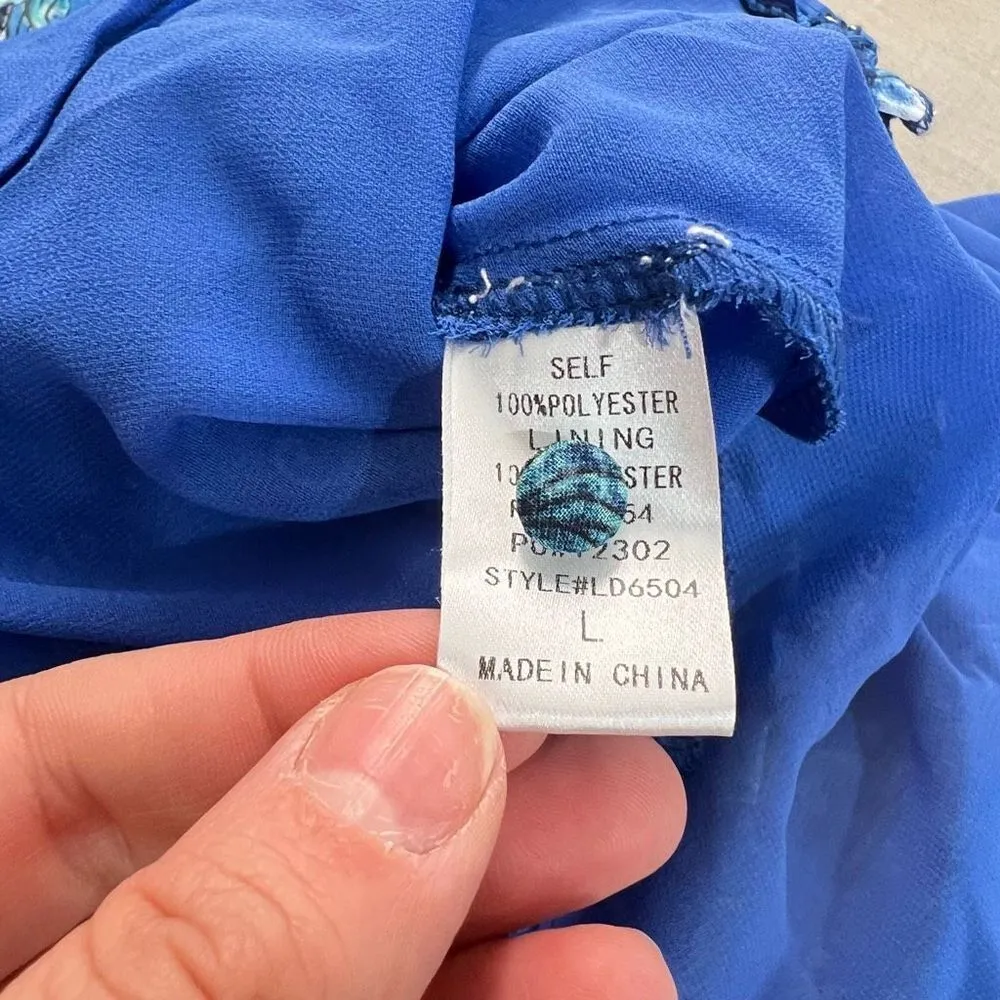 SELF
100%POLYESTER
LINING
STYLE#LD6504
L
MADE IN CHINA